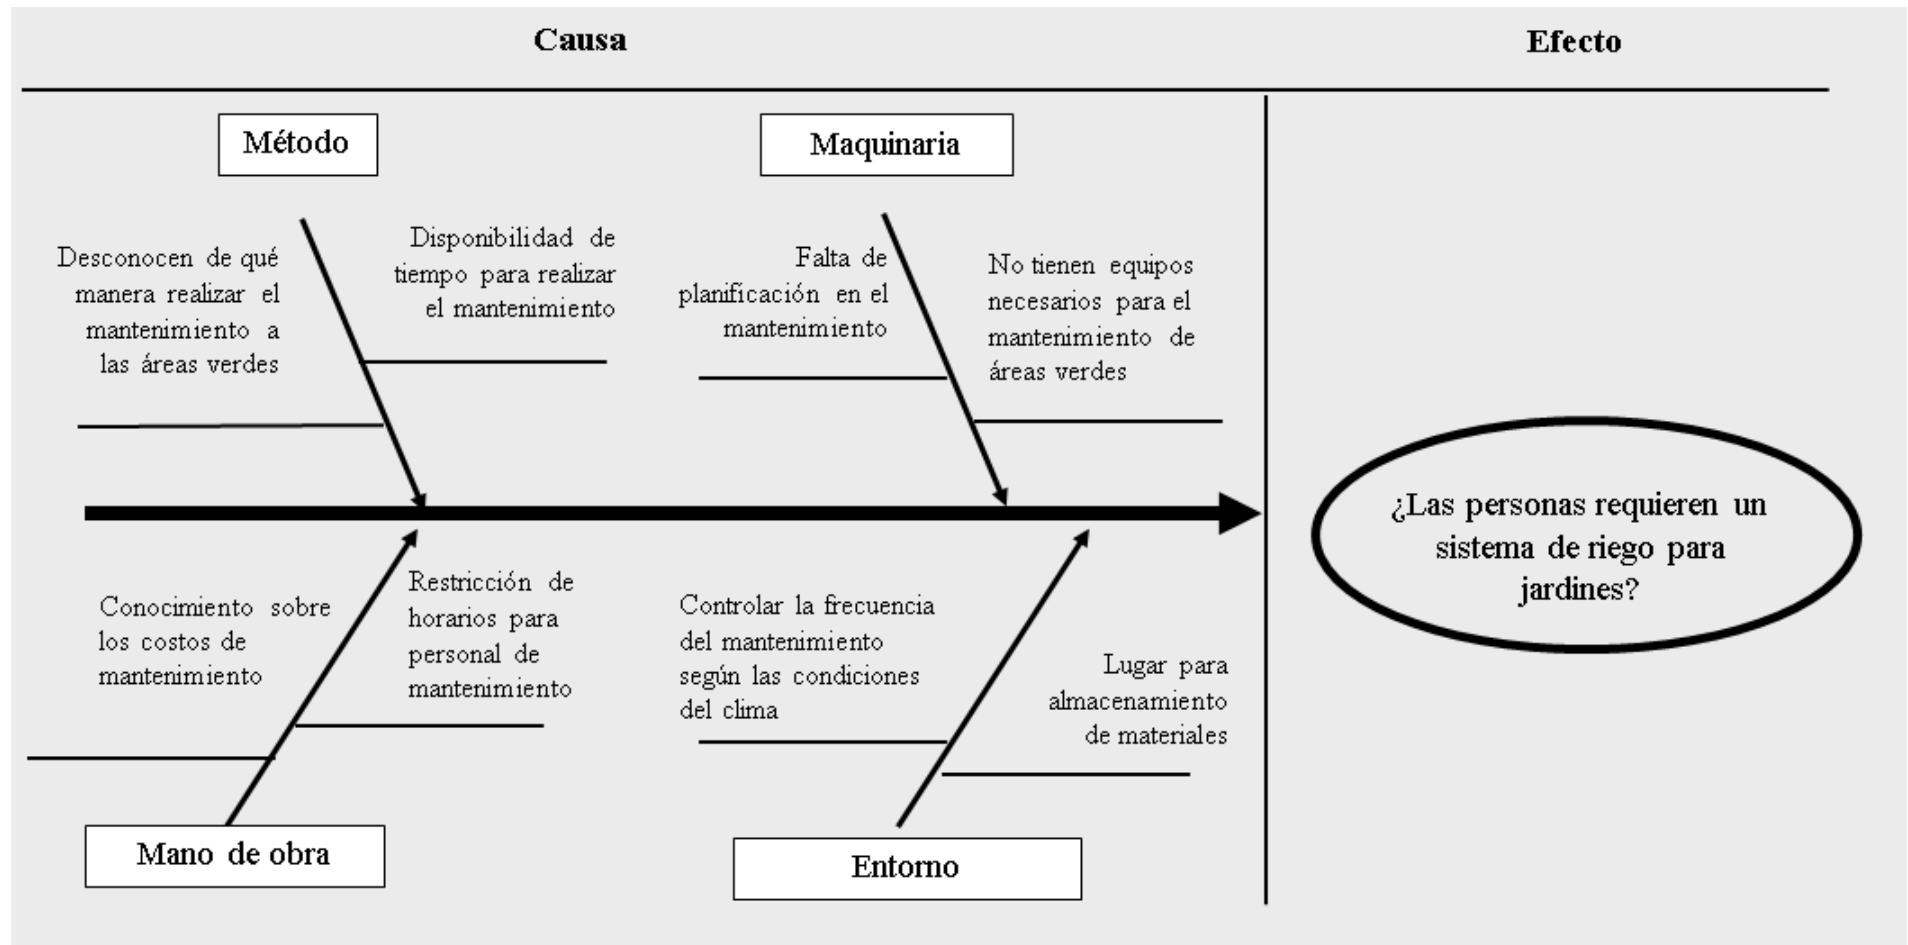 Causa
Efecto
Método
Maquinaria
Desconocen de qué
manera realizar el
mantenimiento a
las áreas verdes
Disponibilidad de
tiempo para realizar
el mantenimiento
Falta de
planificación en el
mantenimiento
No tienen equipos
necesarios para el
mantenimiento de
áreas verdes
¿Las personas requieren un
sistema de riego para
jardines?
Conocimiento sobre
los costos de
mantenimiento
Restricción de
horarios para
personal de
mantenimiento
Controlar la frecuencia
del mantenimiento
según las condiciones
del clima
Lugar para
almacenamiento
de materiales
Mano de obra
Entorno